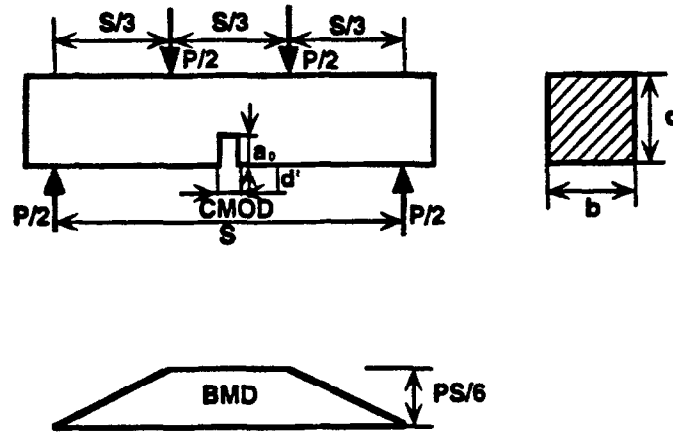 S/3 S/3 S/3
P/2 P/2
a₀
d'
CMOD
P/2 S P/2
b
BMD PS/6